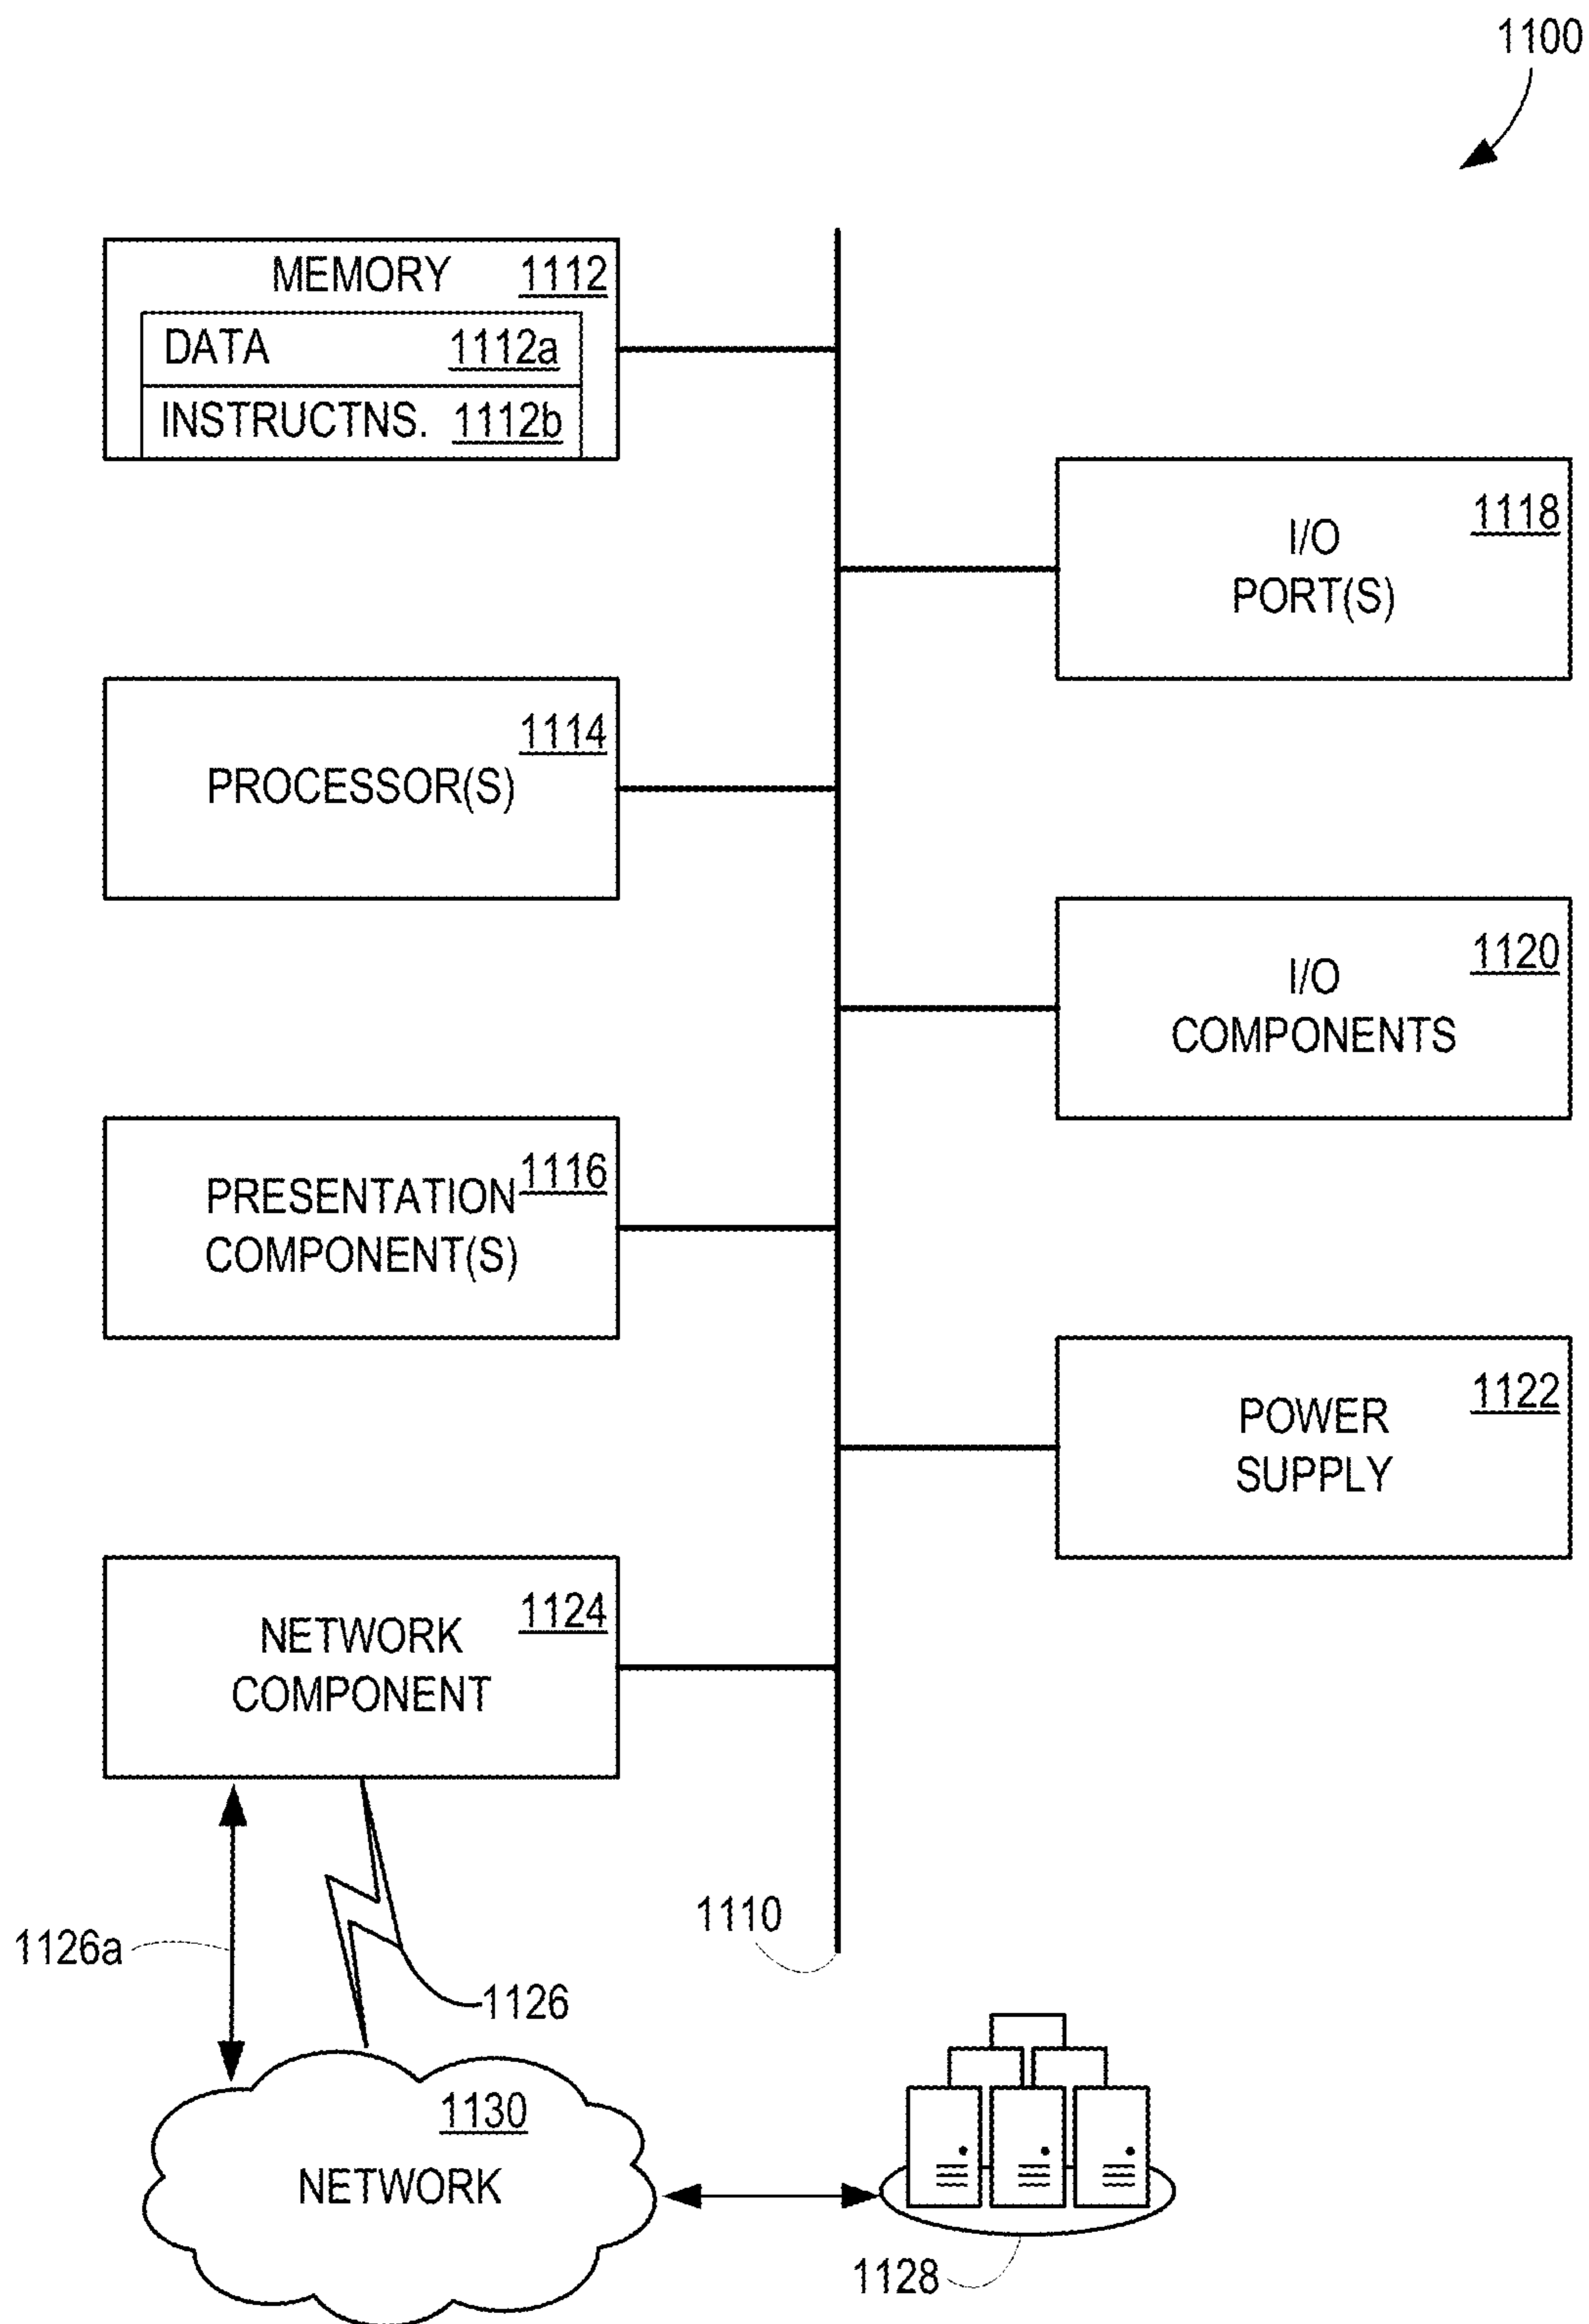 1100
MEMORY 1112
DATA 1112a
INSTRUCTNS. 1112b
1118
I/O
PORT(S)
1114
PROCESSOR(S)
1120
I/O
COMPONENTS
1116
PRESENTATION
COMPONENT(S)
1122
POWER
SUPPLY
1124
NETWORK
COMPONENT
1110
1126a
1126
1130
NETWORK
1128